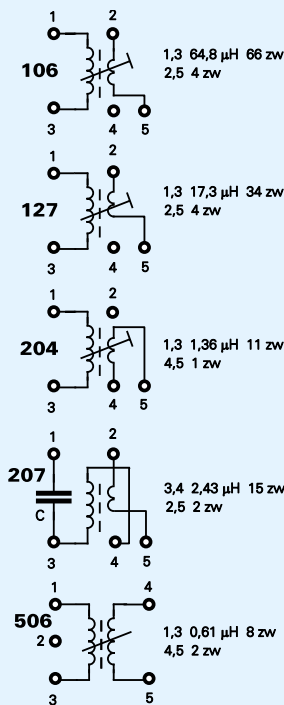 1 2
106
1,3 64,8 μH 66 zw
2,5 4 zw
3 4 5
1 2
127
1,3 17,3 μH 34 zw
2,5 4 zw
3 4 5
1 2
204
1,3 1,36 μH 11 zw
4,5 1 zw
3 4 5
1 2
207
C
3,4 2,43 μH 15 zw
2,5 2 zw
3 4 5
1 4
506
2
1,3 0,61 μH 8 zw
4,5 2 zw
3 5